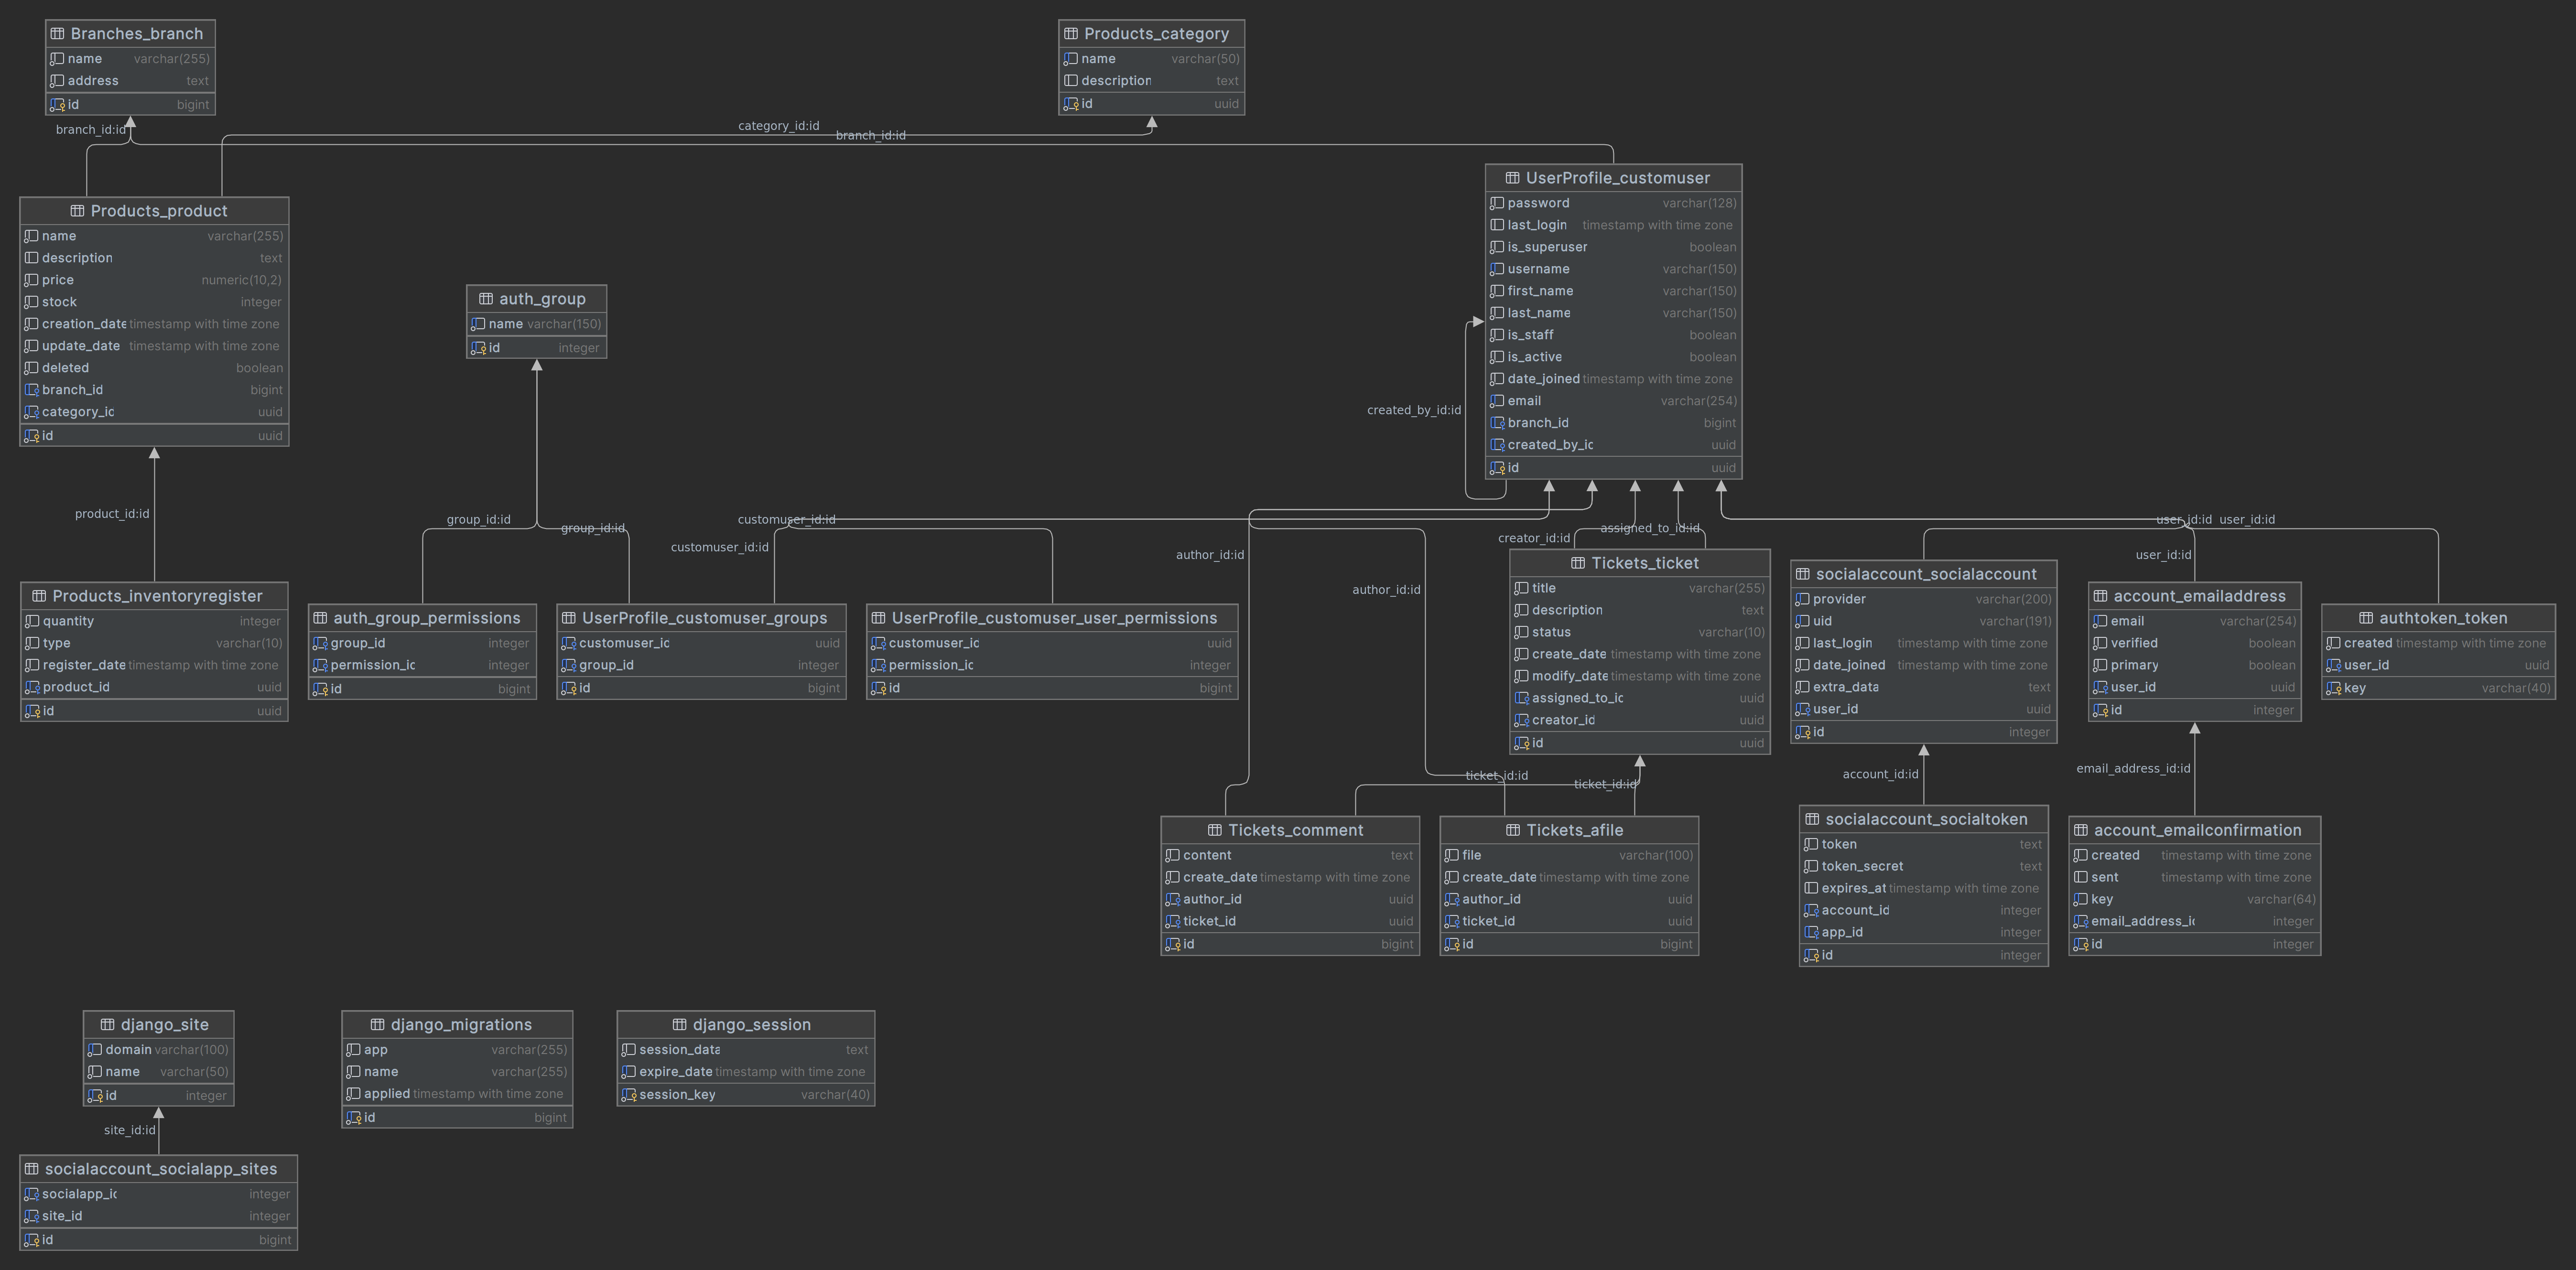 Branches_branch
name varchar(255)
address text
id bigint
Products_category
name varchar(50)
description text
id uuid
branch_id:id
category_id:id
branch_id:id
UserProfile_customuser
password varchar(128)
last_login timestamp with time zone
is_superuser boolean
username varchar(150)
first_name varchar(150)
last_name varchar(150)
is_staff boolean
is_active boolean
date_joined timestamp with time zone
email varchar(254)
branch_id bigint
created_by_ic uuid
id uuid
created_by_id:id
Products_product
name varchar(255)
description text
price numeric(10,2)
stock integer
creation_date timestamp with time zone
update_date timestamp with time zone
deleted boolean
branch_id bigint
category_ic uuid
id uuid
auth_group
name varchar(150)
id integer
product_id:id
group_id:id
group_id:id
customuser_id:id
customuser_id:id
author_id:id
author_id:id
creator_id:id
assigned_to_id:id
user_id:id
user_id:id
user_id:id
Products_inventoryregister
quantity integer
type varchar(10)
register_date timestamp with time zone
product_id uuid
id uuid
auth_group_permissions
group_id integer
permission_ic integer
id bigint
UserProfile_customuser_groups
customuser_ic uuid
group_id integer
id bigint
UserProfile_customuser_user_permissions
customuser_ic uuid
permission_ic integer
id bigint
Tickets_ticket
title varchar(255)
description text
status varchar(10)
create_date timestamp with time zone
modify_date timestamp with time zone
assigned_to_ic uuid
creator_id uuid
id uuid
socialaccount_socialaccount
provider varchar(200)
uid varchar(191)
last_login timestamp with time zone
date_joined timestamp with time zone
extra_data text
user_id uuid
id integer
account_emailaddress
email varchar(254)
verified boolean
primary boolean
user_id uuid
id integer
authtoken_token
created timestamp with time zone
user_id uuid
key varchar(40)
ticket_id:id
ticket_id:id
account_id:id
email_address_id:id
Tickets_comment
content text
create_date timestamp with time zone
author_id uuid
ticket_id uuid
id bigint
Tickets_afile
file varchar(100)
create_date timestamp with time zone
author_id uuid
ticket_id uuid
id bigint
socialaccount_socialtoken
token text
token_secret text
expires_at timestamp with time zone
account_id integer
app_id integer
id integer
account_emailconfirmation
created timestamp with time zone
sent timestamp with time zone
key varchar(64)
email_address_ic integer
id integer
django_site
domain varchar(100)
name varchar(50)
id integer
django_migrations
app varchar(255)
name varchar(255)
applied timestamp with time zone
id bigint
django_session
session_data text
expire_date timestamp with time zone
session_key varchar(40)
site_id:id
socialaccount_socialapp_sites
socialapp_ic integer
site_id integer
id bigint